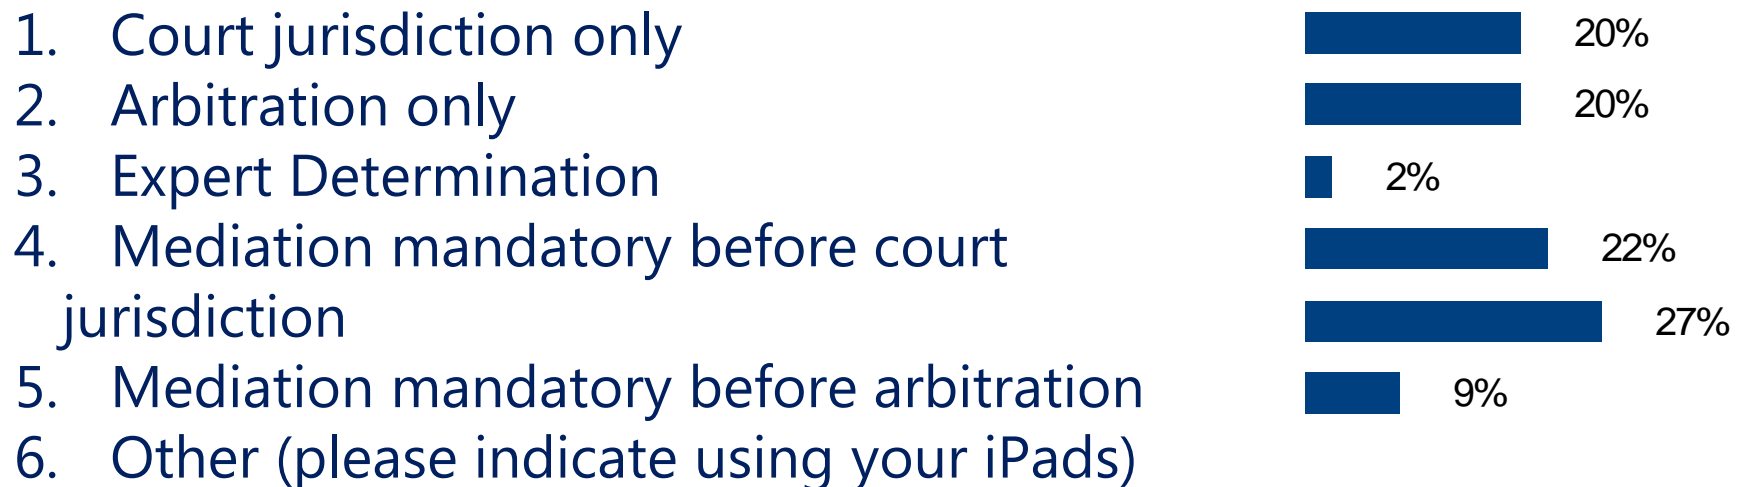 1. Court jurisdiction only 20%
2. Arbitration only 20%
3. Expert Determination 2%
4. Mediation mandatory before court 22%
jurisdiction 27%
5. Mediation mandatory before arbitration 9%
6. Other (please indicate using your iPads)